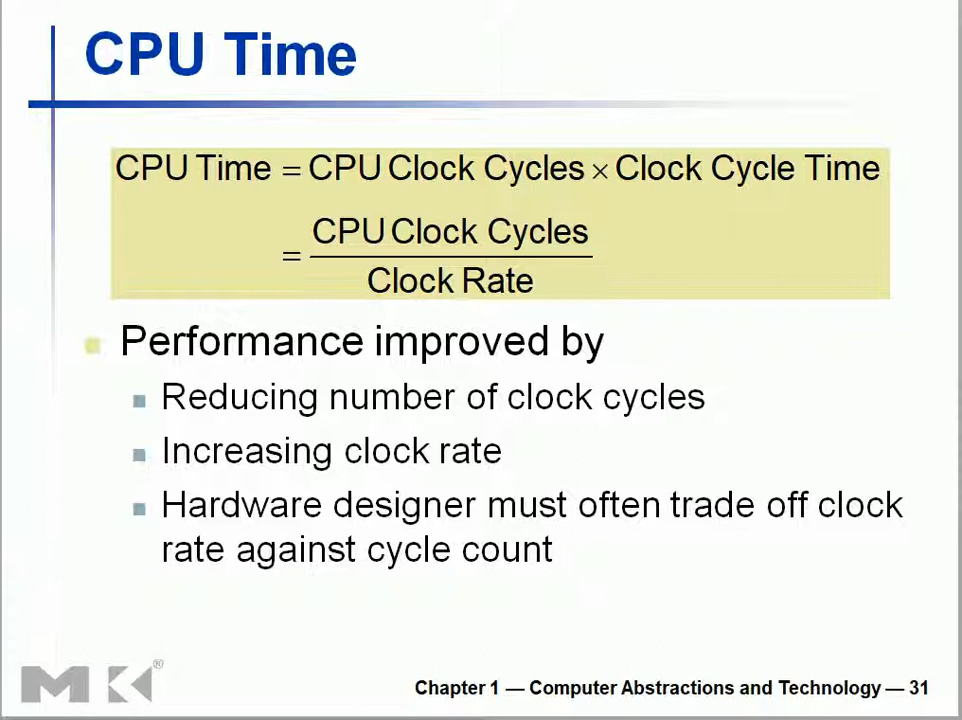 CPU Time
CPU Time = CPU Clock Cycles × Clock Cycle Time
= CPU Clock Cycles
Clock Rate
Performance improved by
Reducing number of clock cycles
Increasing clock rate
Hardware designer must often trade off clock
rate against cycle count
MK®
Chapter 1 — Computer Abstractions and Technology — 31